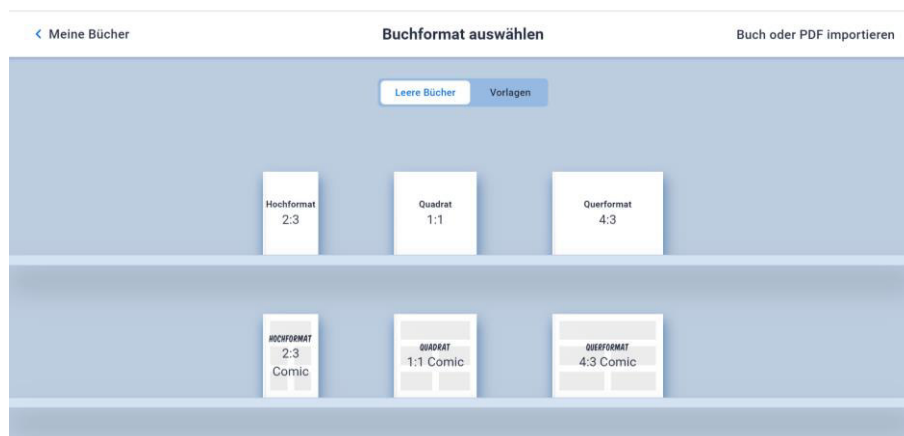 Meine Bücher
Buchformat auswählen
Buch oder PDF importieren
Leere Bücher
Vorlagen
Hochformat
2:3
Quadrat
1:1
Querformat
4:3
HOCHFORMAT
2:3
Comic
QUADRAT
1:1 Comic
QUERFORMAT
4:3 Comic